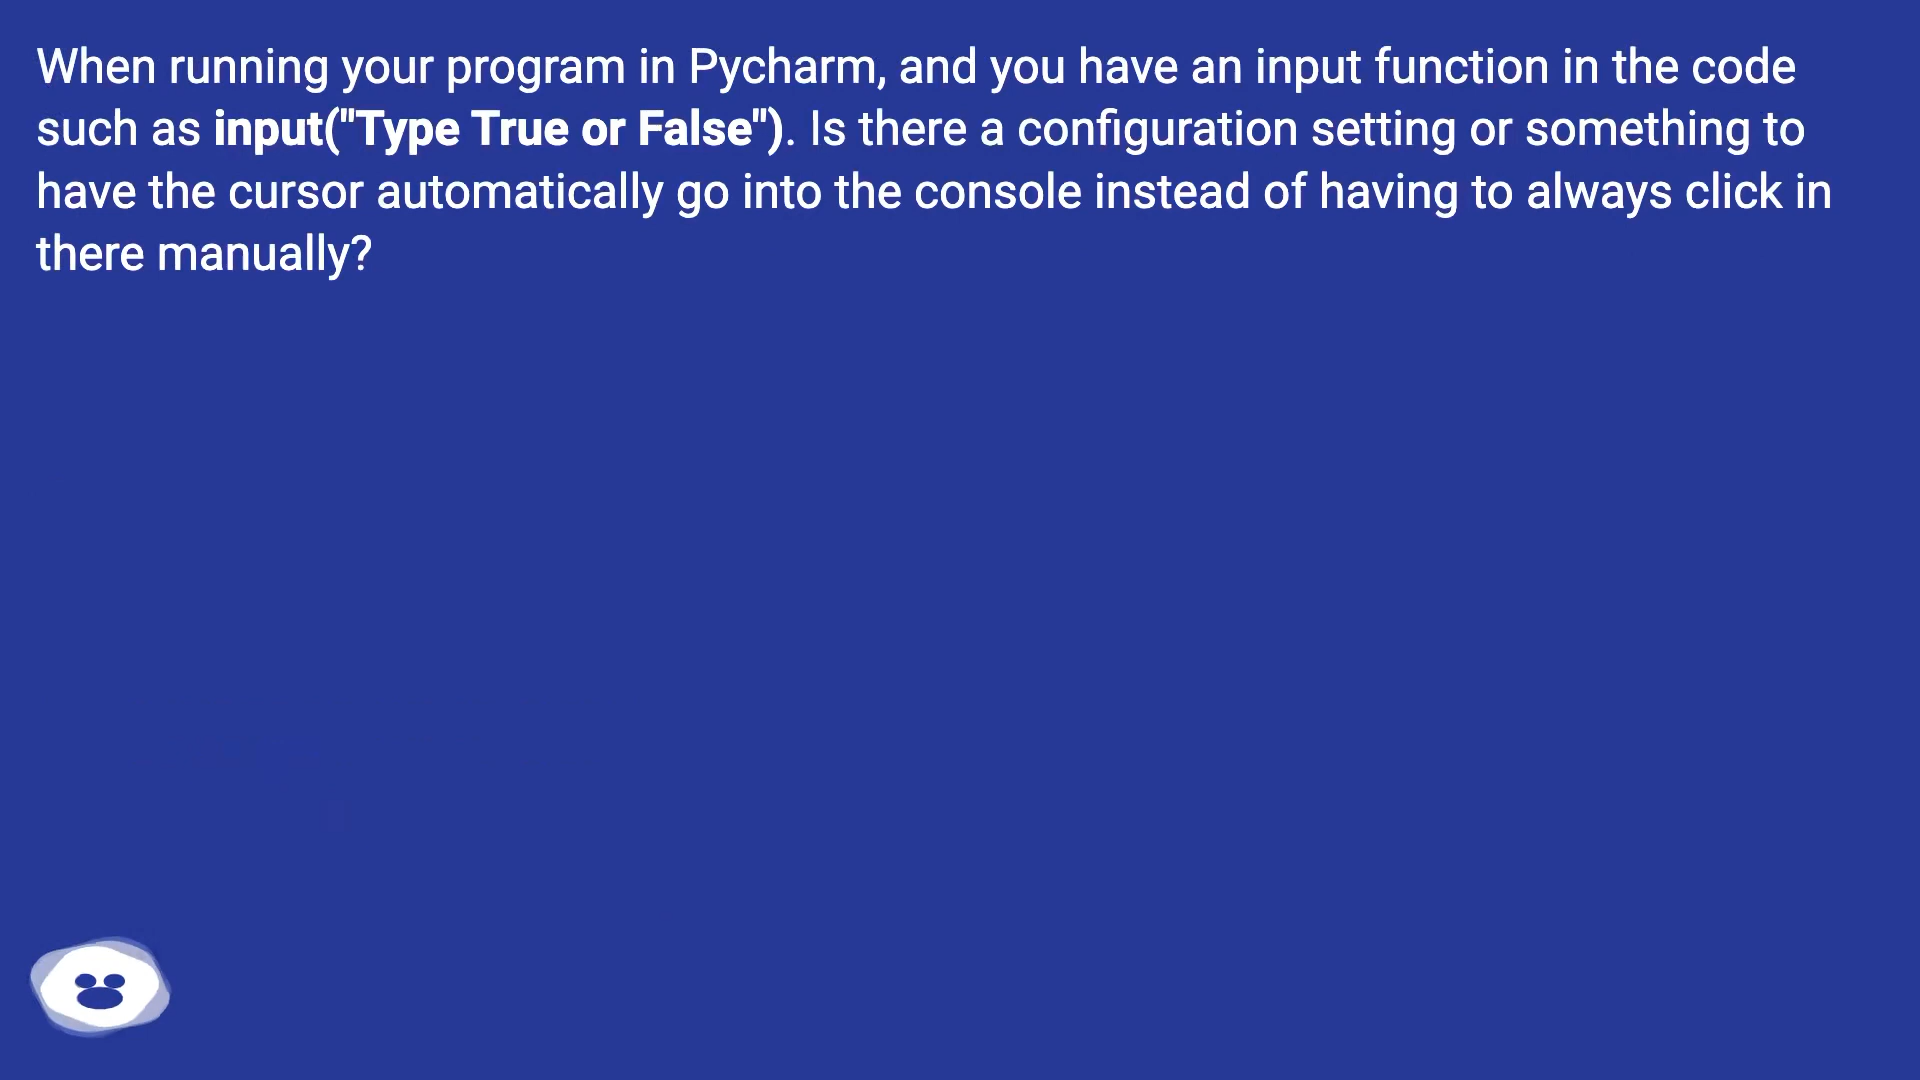 When running your program in Pycharm, and you have an input function in the code
such as input("Type True or False"). Is there a configuration setting or something to
have the cursor automatically go into the console instead of having to always click in
there manually?